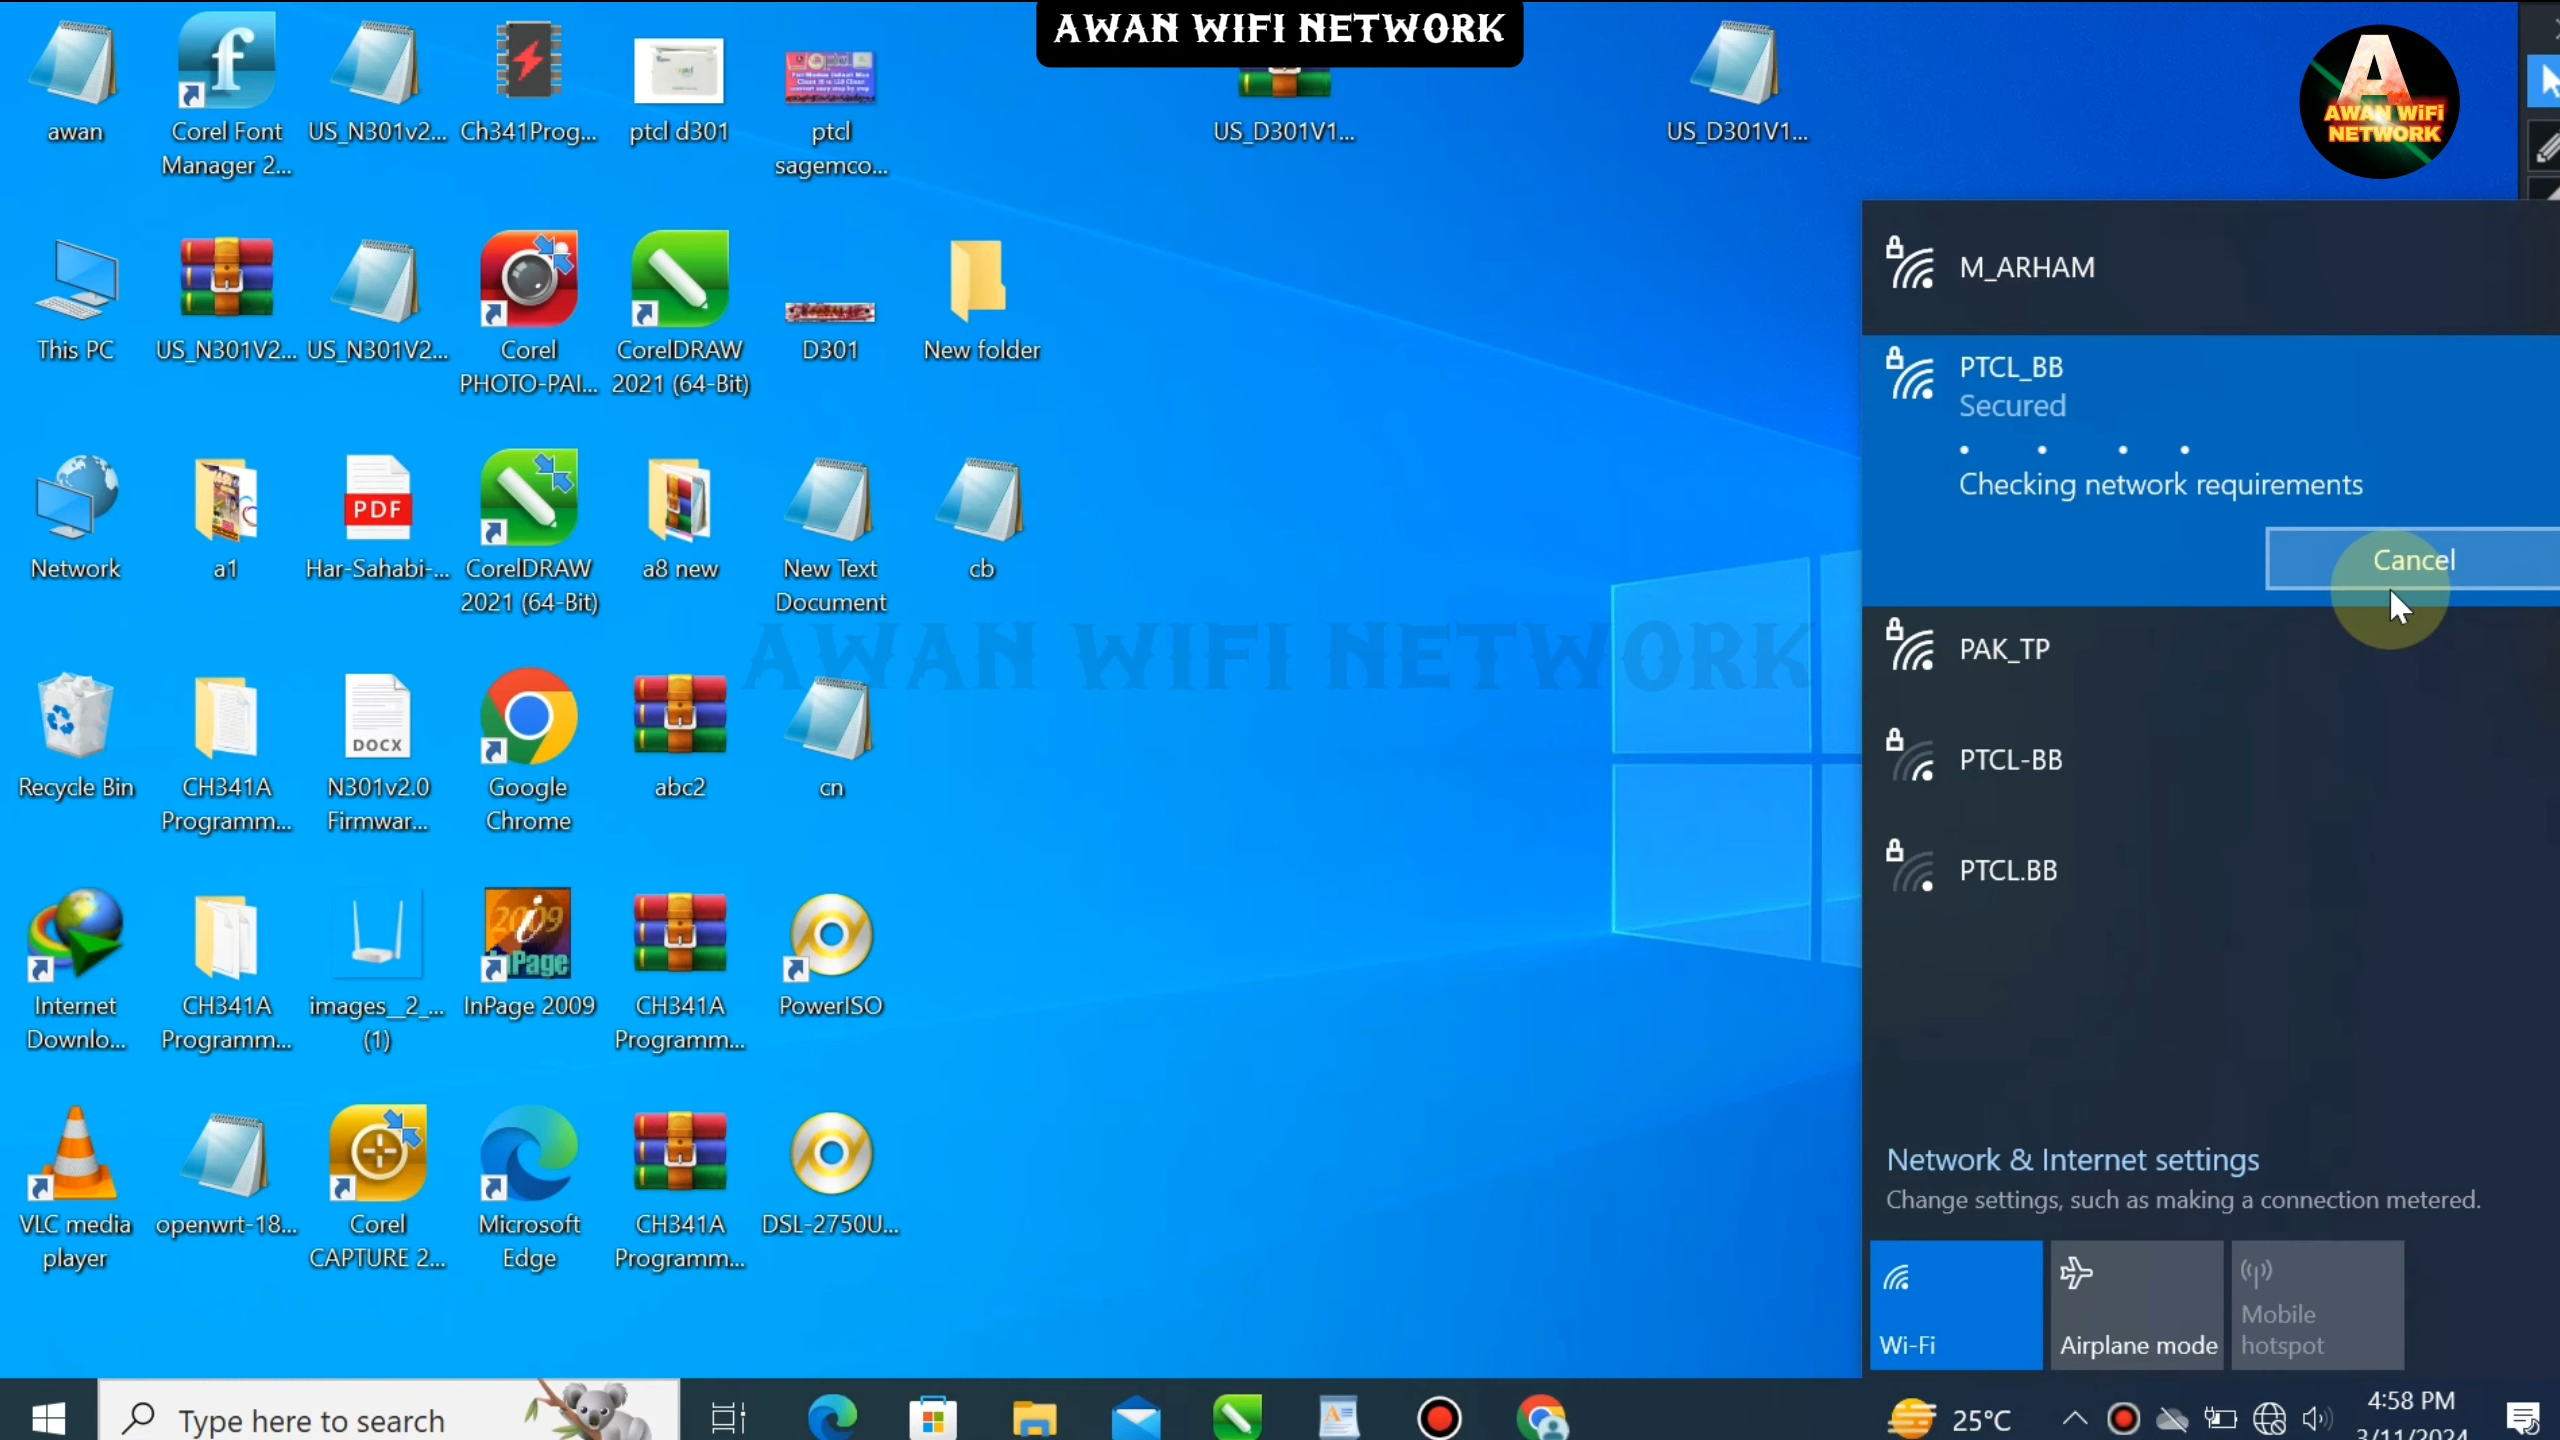 AWAN WIFI NETWORK
A
AWAN WiFi
NETWORK
awan
Corel Font
Manager 2...
US_N301v2...
Ch341Prog...
ptcl d301
ptcl
sagemco...
US_D301V1...
US_D301V1...
This PC
US_N301V2...
US_N301V2...
Corel
PHOTO-PAI...
CorelDRAW
2021 (64-Bit)
D301
New folder
Network
a1
PDF
Har-Sahabi-...
CorelDRAW
2021 (64-Bit)
a8 new
New Text
Document
cb
AWAN WIFI NETWORK
Recycle Bin
CH341A
Programm...
DOCX
N301v2.0
Firmwar...
Google
Chrome
abc2
cn
Internet
Downlo...
CH341A
Programm...
images__2_...
(1)
2009
InPage
InPage 2009
CH341A
Programm...
PowerISO
VLC media
player
openwrt-18...
Corel
CAPTURE 2...
Microsoft
Edge
CH341A
Programm...
DSL-2750U...
M_ARHAM
PTCL_BB
Secured
Checking network requirements
Cancel
PAK_TP
PTCL-BB
PTCL.BB
Network & Internet settings
Change settings, such as making a connection metered.
Wi-Fi
Airplane mode
Mobile
hotspot
Type here to search
25°C
4:58 PM
3/11/2024